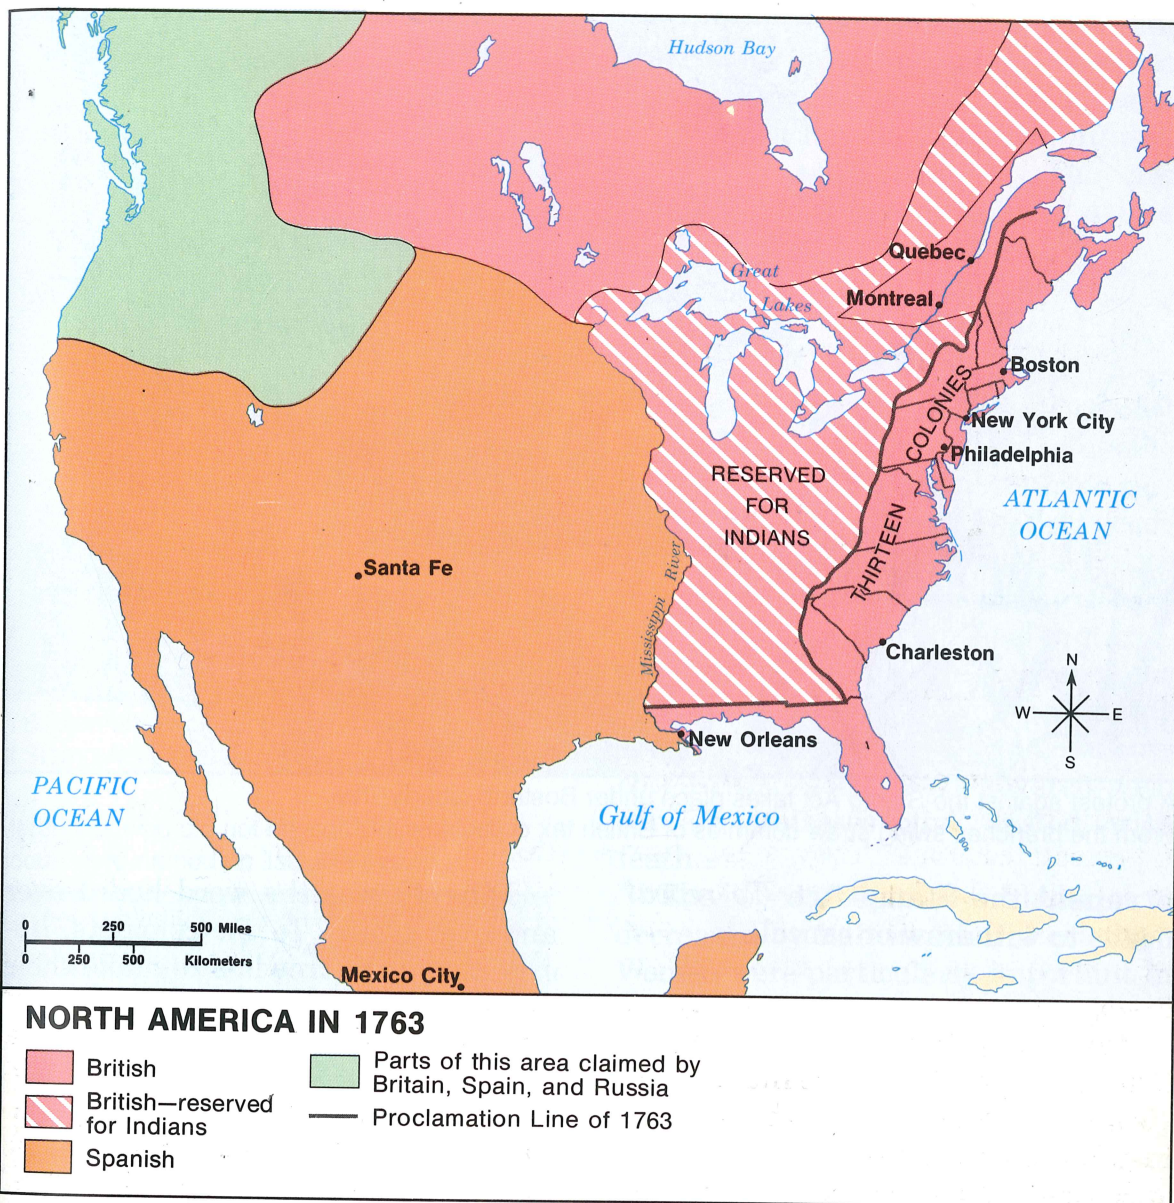 Hudson Bay
Quebec
Great
Lakes
Montreal
Boston
COLONIES
New York City
Philadelphia
RESERVED
FOR
INDIANS
ATLANTIC
OCEAN
THIRTEEN
Santa Fe
Mississippi River
Charleston
N
W E
S
New Orleans
PACIFIC
OCEAN
Gulf of Mexico
0 250 500 Miles
0 250 500 Kilometers
Mexico City
NORTH AMERICA IN 1763
British
British—reserved
for Indians
Spanish
Parts of this area claimed by
Britain, Spain, and Russia
Proclamation Line of 1763